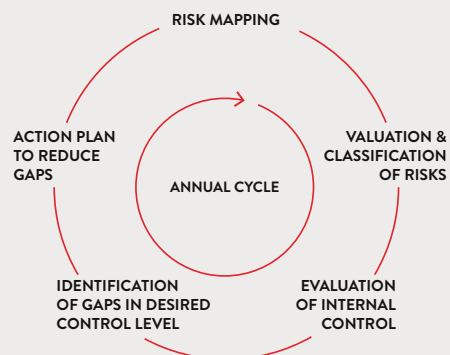 RISK MAPPING
VALUATION &
CLASSIFICATION
OF RISKS
EVALUATION
OF INTERNAL
CONTROL
IDENTIFICATION
OF GAPS IN DESIRED
CONTROL LEVEL
ACTION PLAN
TO REDUCE
GAPS
ANNUAL CYCLE